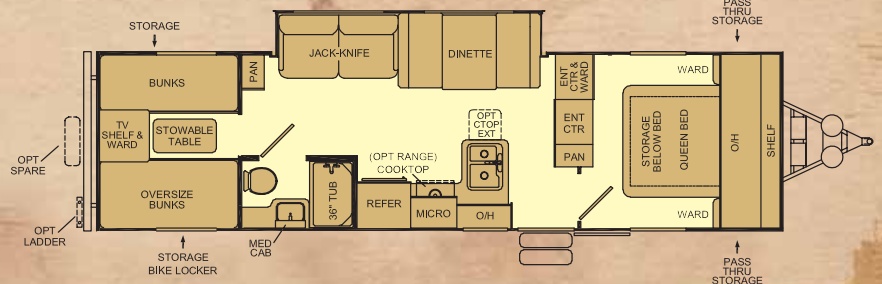 PASS
THRU
STORAGE
STORAGE
JACK-KNIFE
DINETTE
BUNKS
PAN
ENT
CTR &
WARD
WARD
TV
SHELF &
WARD
STOWABLE
TABLE
OPT
CTOP
EXT
ENT
CTR
STORAGE
BELOW BED
QUEEN BED
O/H
SHELF
OPT
SPARE
(OPT RANGE)
COOKTOP
PAN
OVERSIZE
BUNKS
36" TUB
REFER
MICRO
O/H
WARD
OPT
LADDER
MED
CAB
STORAGE
BIKE LOCKER
PASS
THRU
STORAGE